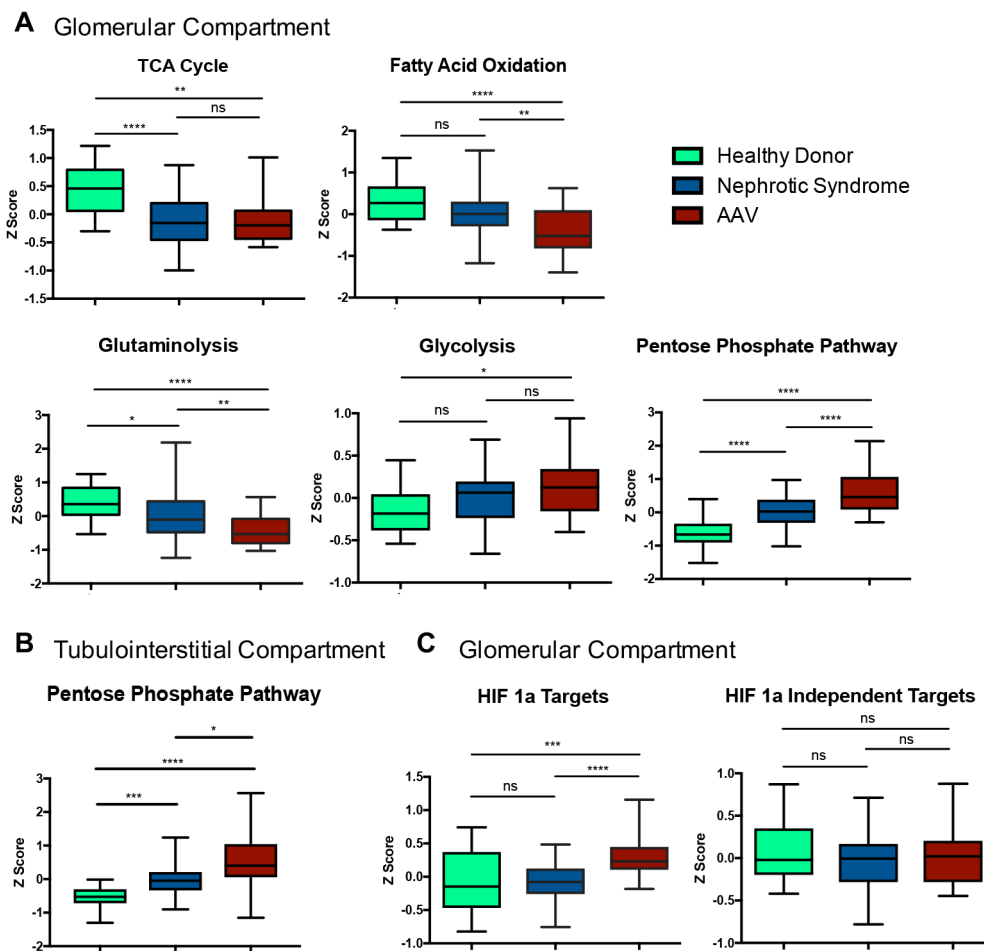 A Glomerular Compartment
TCA Cycle
**
ns
****
Z Score
1.5
1.0
0.5
0.0
-0.5
-1.0
-1.5
Fatty Acid Oxidation
****
ns
**
Z Score
2
1
0
-1
-2
Healthy Donor
Nephrotic Syndrome
AAV
Glutaminolysis
****
**
*
Z Score
3
2
1
0
-1
-2
Glycolysis
*
ns
ns
Z Score
1.0
0.5
0.0
-0.5
-1.0
Pentose Phosphate Pathway
****
****
****
Z Score
3
2
1
0
-1
-2
B Tubulointerstitial Compartment
Pentose Phosphate Pathway
*
****
***
Z Score
3
2
1
0
-1
-2
C Glomerular Compartment
HIF 1a Targets
***
****
ns
Z Score
1.5
1.0
0.5
0.0
-0.5
-1.0
HIF 1a Independent Targets
ns
ns
ns
Z Score
1.0
0.5
0.0
-0.5
-1.0